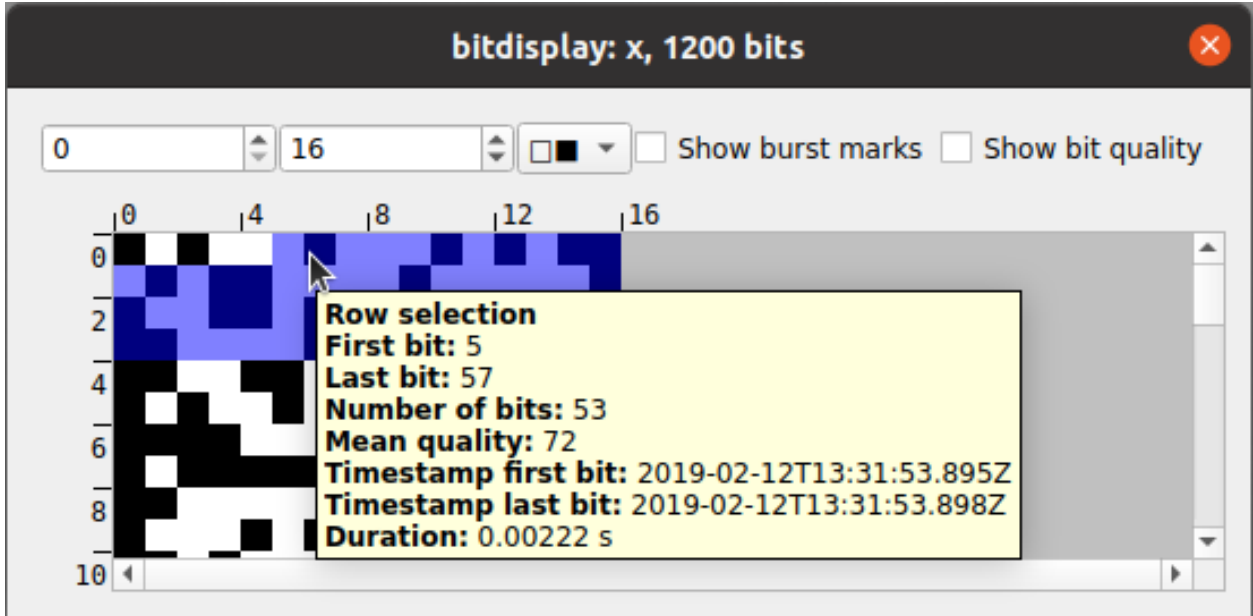 bitdisplay: x, 1200 bits
0 16 □■ Show burst marks Show bit quality
0 4 8 12 16
0
2
4
6
8
10
Row selection
First bit: 5
Last bit: 57
Number of bits: 53
Mean quality: 72
Timestamp first bit: 2019-02-12T13:31:53.895Z
Timestamp last bit: 2019-02-12T13:31:53.898Z
Duration: 0.00222 s